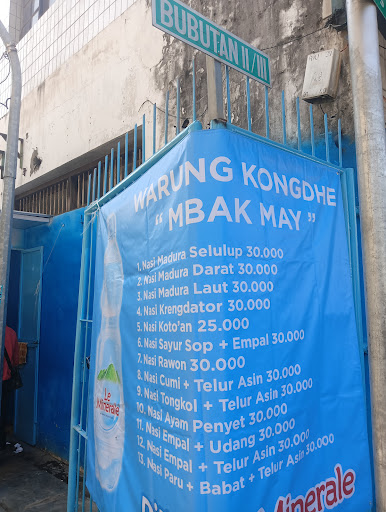 BUBUTAN II/III
WARUNG KONGDHE
" MBAK MAY "
1. Nasi Madura Selulup 30.000
2. Nasi Madura Darat 30.000
3. Nasi Madura Laut 30.000
4. Nasi Krengdator 30.000
5. Nasi Koto'an 25.000
6. Nasi Sayur Sop + Empal 30.000
7. Nasi Rawon 30.000
8. Nasi Cumi + Telur Asin 30.000
9. Nasi Tongkol + Telur Asin 30.000
10. Nasi Ayam Penyet 30.000
11. Nasi Empal + Udang 30.000
12. Nasi Empal + Telur Asin 30.000
13. Nasi Paru + Babat + Telur Asin 30.000
Le
Minerale
Minerale